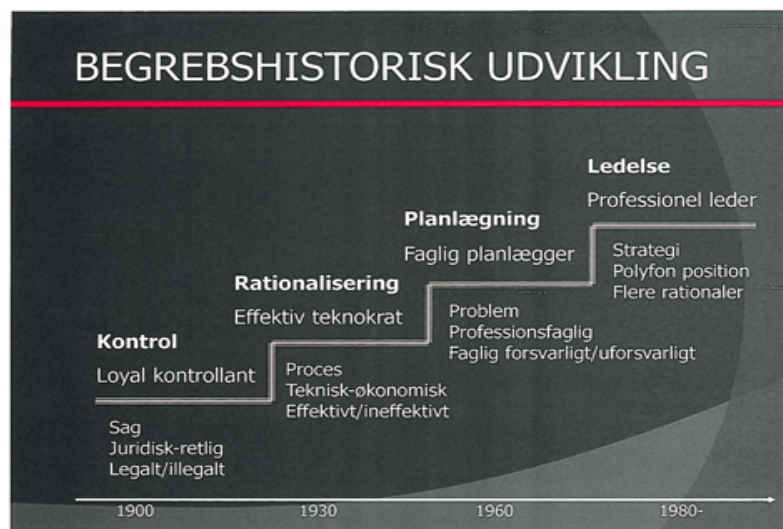 BEGREBSHISTORISK UDVIKLING
Kontrol
Loyal kontrollant
Sag
Juridisk-retlig
Legalt/illegalt
Rationalisering
Effektiv teknokrat
Proces
Teknisk-økonomisk
Effektivt/ineffektivt
Planlægning
Faglig planlægger
Problem
Professionsfaglig
Faglig forsvarligt/uforsvarligt
Ledelse
Professionel leder
Strategi
Polyfon position
Flere rationaler
1900
1930
1960
1980-